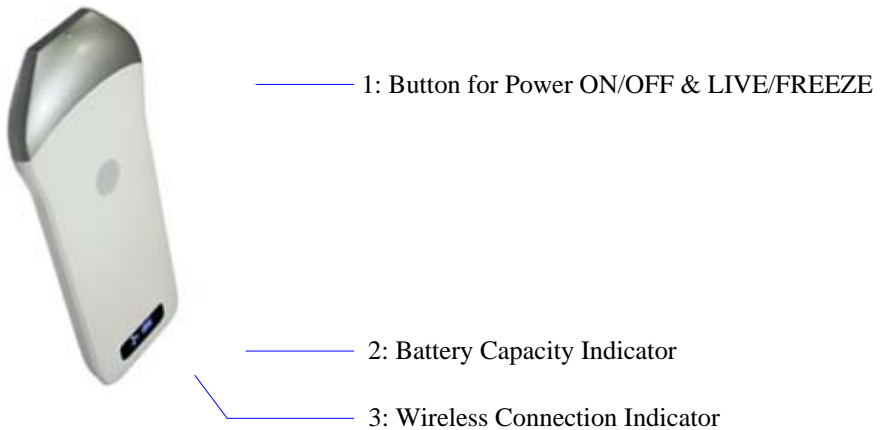 1: Button for Power ON/OFF & LIVE/FREEZE
2: Battery Capacity Indicator
3: Wireless Connection Indicator